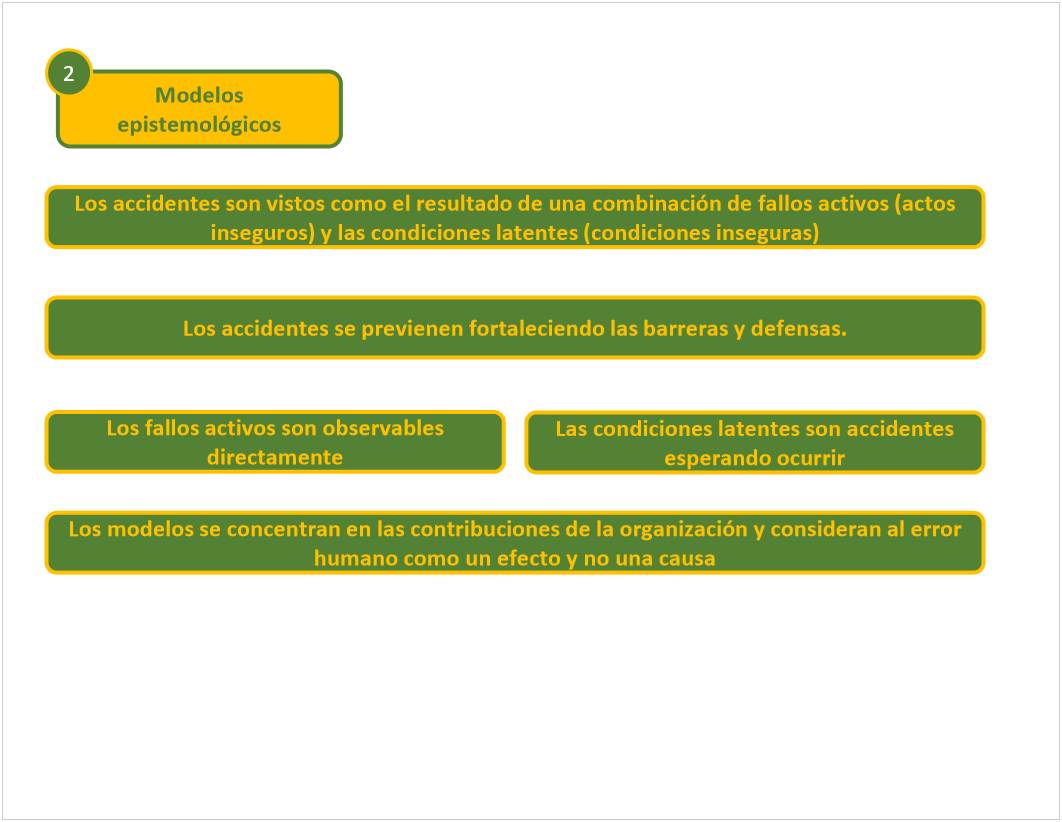 2
Modelos
epistemológicos
Los accidentes son vistos como el resultado de una combinación de fallos activos (actos
inseguros) y las condiciones latentes (condiciones inseguras)
Los accidentes se previenen fortaleciendo las barreras y defensas.
Los fallos activos son observables
directamente
Las condiciones latentes son accidentes
esperando ocurrir
Los modelos se concentran en las contribuciones de la organización y consideran al error
humano como un efecto y no una causa